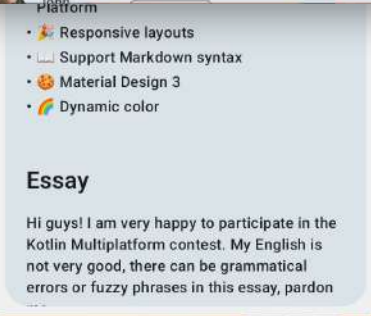 Platform
• 🎉 Responsive layouts
• 📖 Support Markdown syntax
• 🍪 Material Design 3
• 🌈 Dynamic color
Essay
Hi guys! I am very happy to participate in the
Kotlin Multiplatform contest. My English is
not very good, there can be grammatical
errors or fuzzy phrases in this essay, pardon